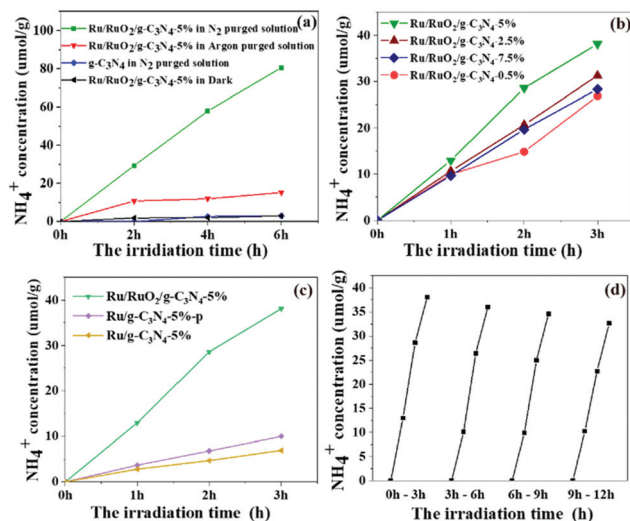 (a)
Ru/RuO₂/g-C₃N₄-5% in N₂ purged solution
Ru/RuO₂/g-C₃N₄-5% in Argon purged solution
g-C₃N₄ in N₂ purged solution
Ru/RuO₂/g-C₃N₄-5% in Dark
NH₄⁺ concentration (umol/g)
100
80
60
40
20
0
0h 2h 4h 6h
The irridiation time (h)
(b)
Ru/RuO₂/g-C₃N₄-5%
Ru/RuO₂/g-C₃N₄-2.5%
Ru/RuO₂/g-C₃N₄-7.5%
Ru/RuO₂/g-C₃N₄-0.5%
NH₄⁺ concentration (umol/g)
40
30
20
10
0
0h 1h 2h 3h
The irridiation time (h)
(c)
Ru/RuO₂/g-C₃N₄-5%
Ru/g-C₃N₄-5%-p
Ru/g-C₃N₄-5%
NH₄⁺ concentration (umol/g)
40
30
20
10
0
0h 1h 2h 3h
The irradiation time (h)
(d)
NH₄⁺ concentration (umol/g)
40
35
30
25
20
15
10
5
0
0h - 3h 3h - 6h 6h - 9h 9h - 12h
The irradiation time (h)